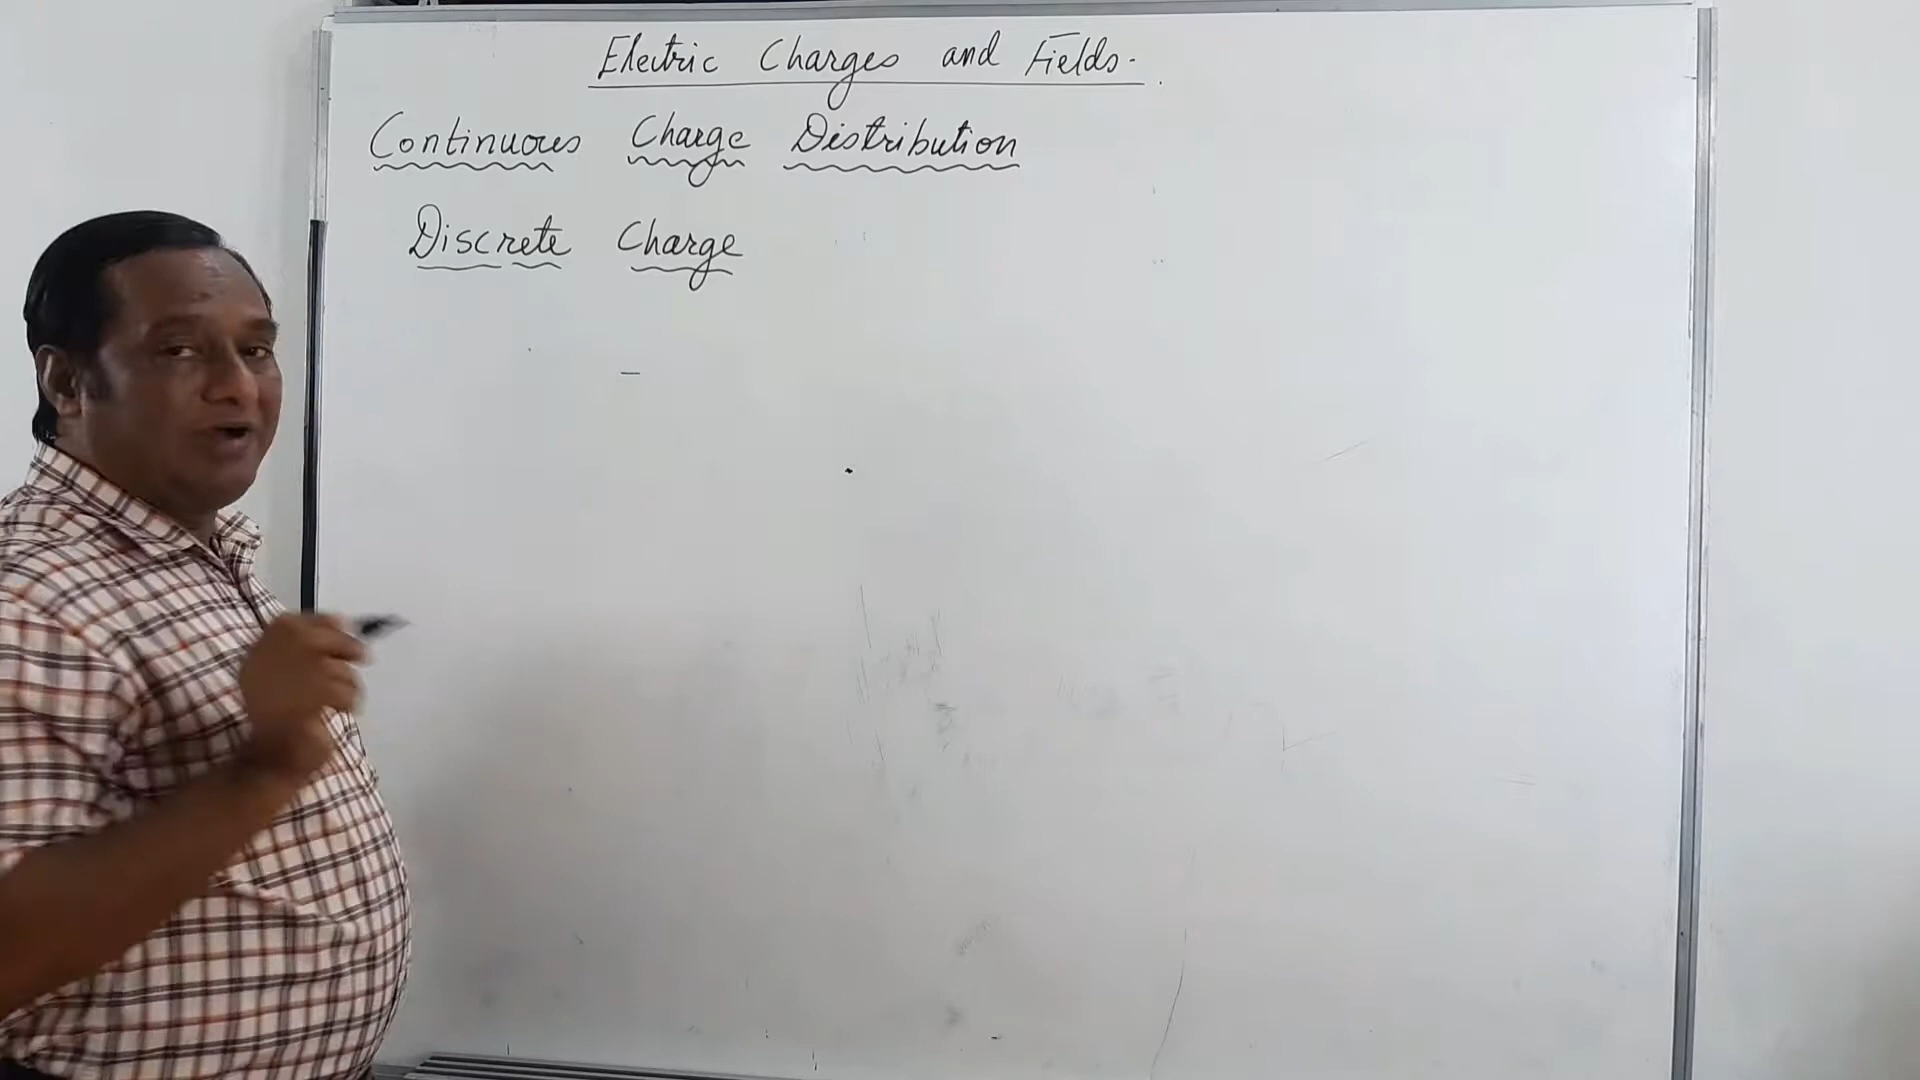 Electric Charges and Fields.
Continuous Charge Distribution
Discrete Charge